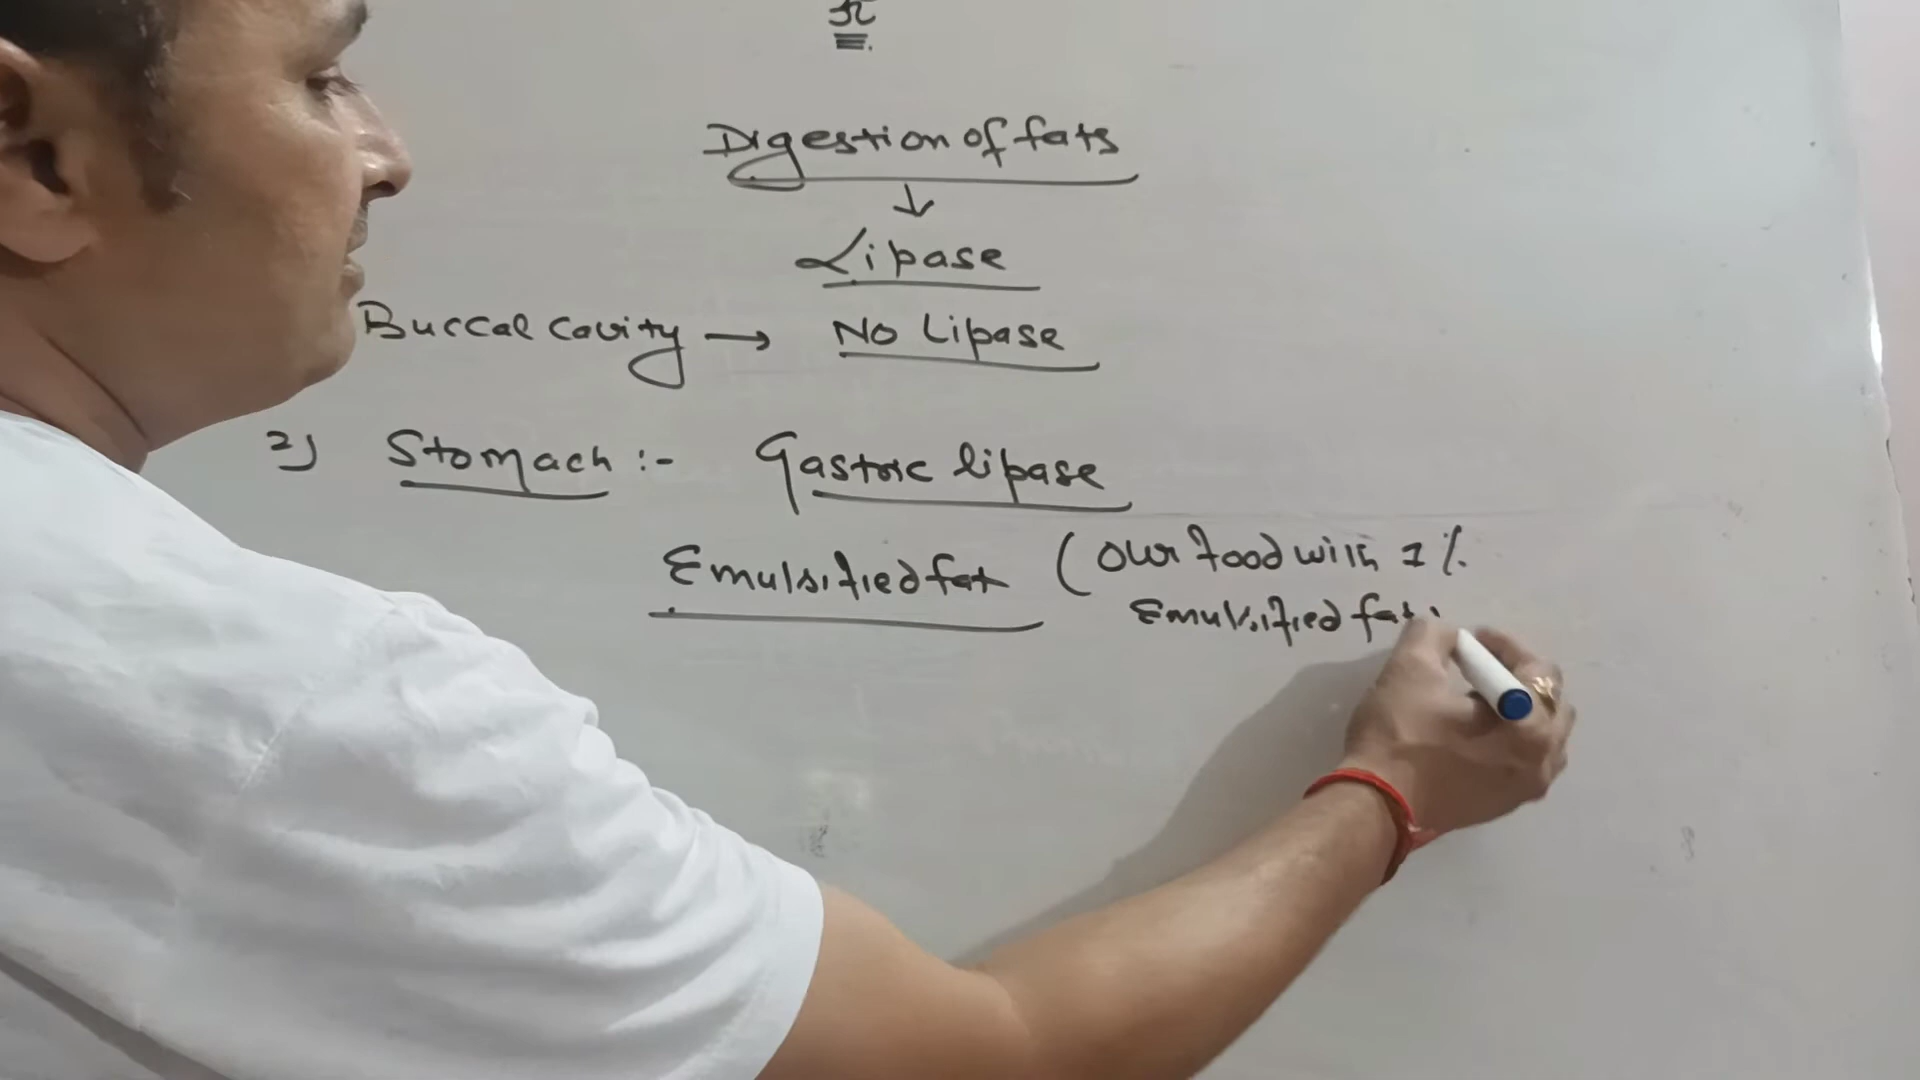 Digestion of fats
↓
Lipase
Buccal cavity → No Lipase
2) Stomach :- Gastric lipase
Emulsified fat (Our food with 1%
Emulsified fat